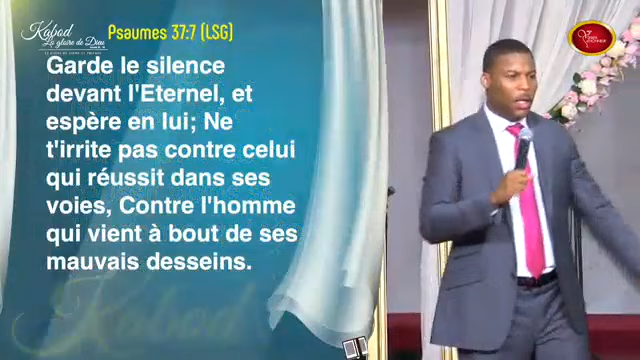 Kabod
La gloire de Dieu
Psaumes 37:7 (LSG)
Garde le silence
devant l'Eternel, et
espère en lui; Ne
t'irrite pas contre celui
qui réussit dans ses
voies, Contre l'homme
qui vient à bout de ses
mauvais desseins.
Kabod